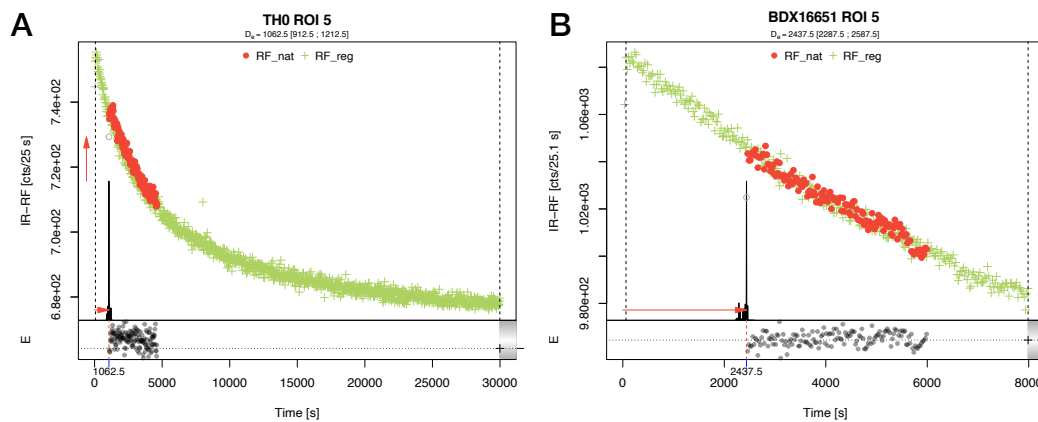 A
TH0 ROI 5
Dₑ = 1062.5 [912.5 ; 1212.5]
RF_nat RF_reg
IR−RF [cts/25 s]
6.8e+02 7.0e+02 7.2e+02 7.4e+02
E
1062.5
0 5000 10000 15000 20000 25000 30000
Time [s]
B
BDX16651 ROI 5
Dₑ = 2437.5 [2287.5 ; 2587.5]
RF_nat RF_reg
IR−RF [cts/25.1 s]
9.80e+02 1.02e+03 1.06e+03
E
2437.5
0 2000 4000 6000 8000
Time [s]